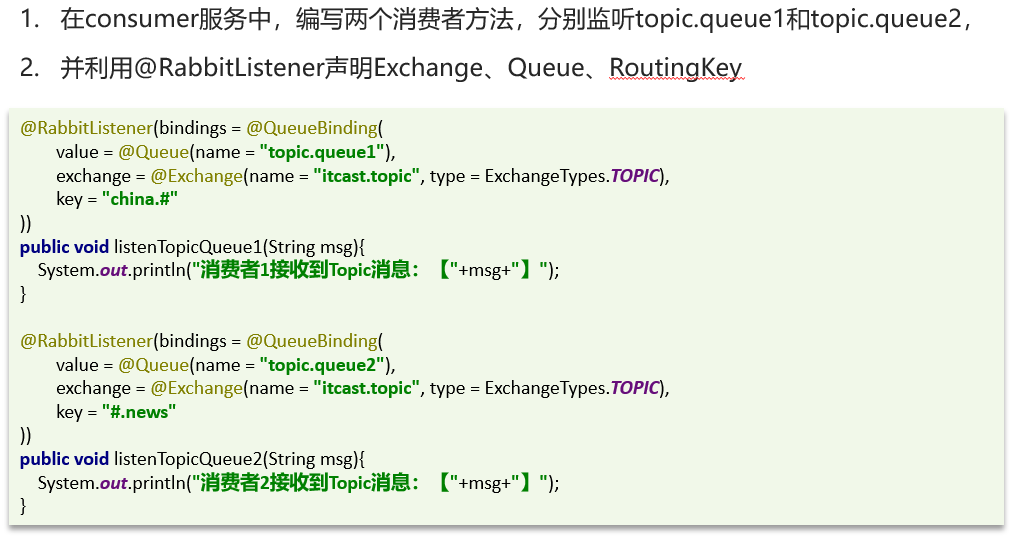 1. 在consumer服务中，编写两个消费者方法，分别监听topic.queue1和topic.queue2，
2. 并利用@RabbitListener声明Exchange、Queue、RoutingKey
@RabbitListener(bindings = @QueueBinding(
value = @Queue(name = "topic.queue1"),
exchange = @Exchange(name = "itcast.topic", type = ExchangeTypes.TOPIC),
key = "china.#"
))
public void listenTopicQueue1(String msg){
System.out.println("消费者1接收到Topic消息：【"+msg+"】");
}
@RabbitListener(bindings = @QueueBinding(
value = @Queue(name = "topic.queue2"),
exchange = @Exchange(name = "itcast.topic", type = ExchangeTypes.TOPIC),
key = "#.news"
))
public void listenTopicQueue2(String msg){
System.out.println("消费者2接收到Topic消息：【"+msg+"】");
}